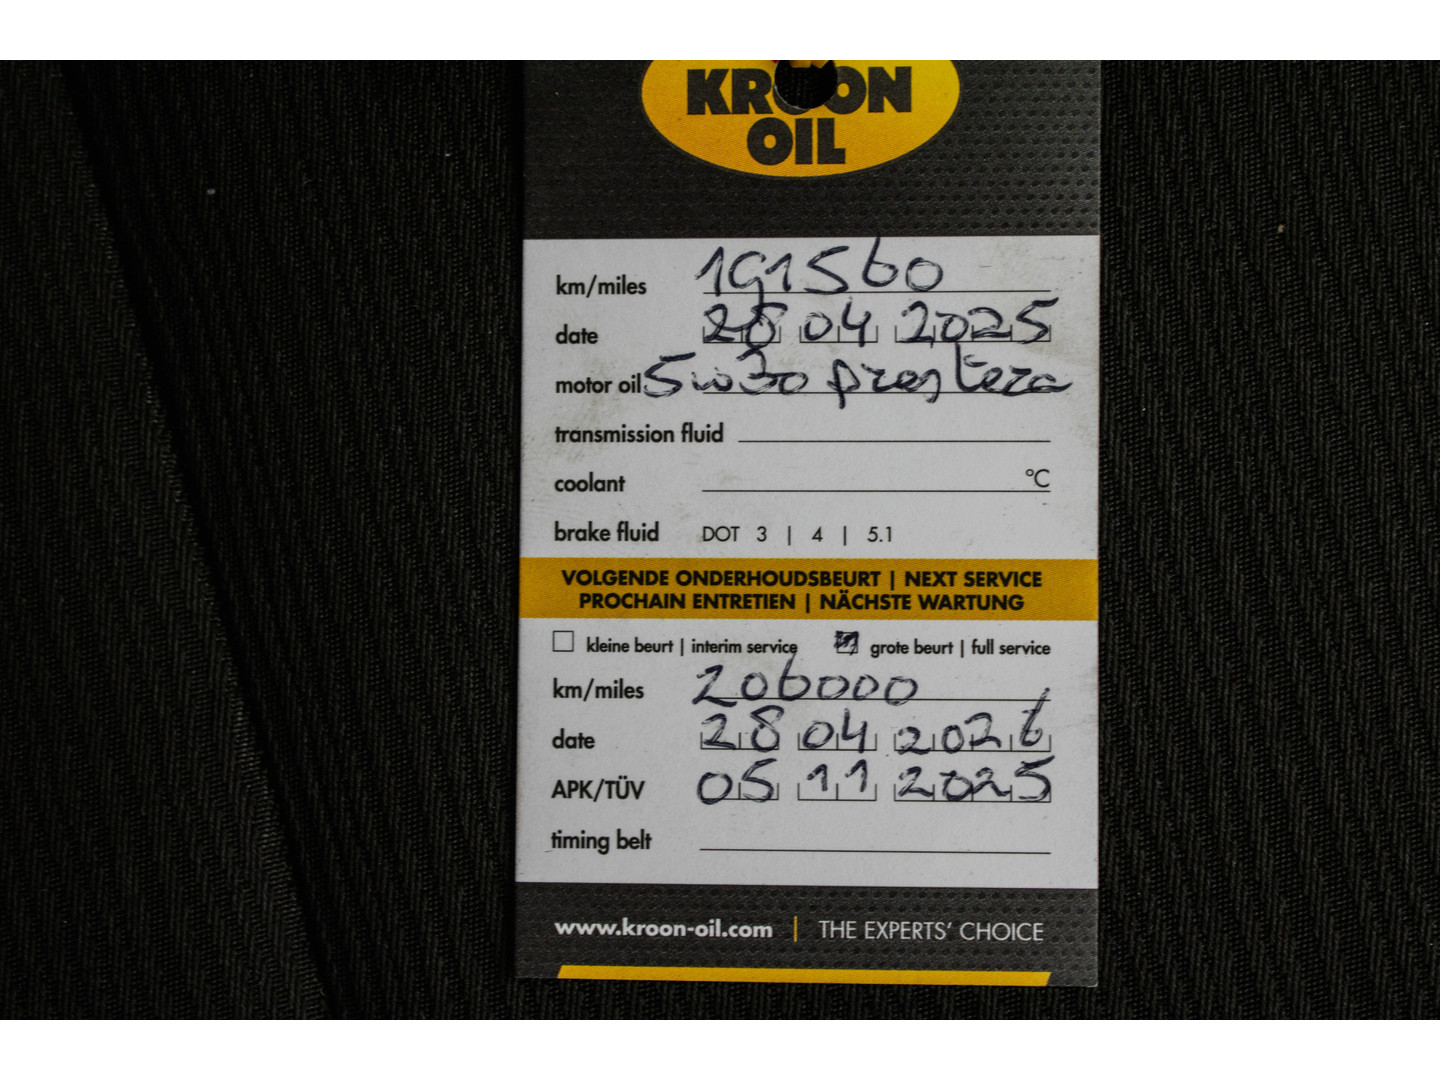 KROON
OIL
km/miles 191560
date 28 04 2025
motor oil 5w30
transmission fluid
coantant °C
brake fluid DOT 3 | 4 | 5.1
VOLGENDE ONDERHOUDSBEURT | NEXT SERVICE
PROCHAIN ENTRETIEN | NÄCHSTE WARTUNG
kleine beurt | interim service grote beurt | full service
km/miles 206000
date 28 04 2026
APK/TÜV 05 11 2025
timing belt
www.kroon-oil.com | THE EXPERTS' CHOICE